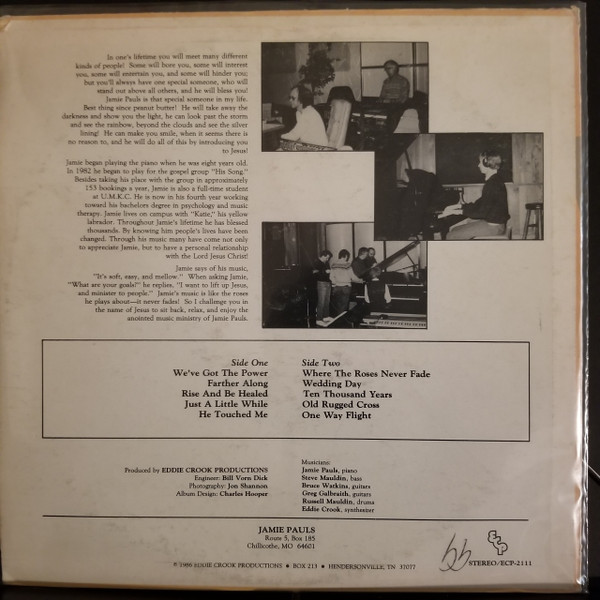 In one's lifetime you will meet many different
kinds of people! Some will bore you, some will interest
you, some will entertain you, and some will hinder you;
but you'll always have one special someone, who will
stand out above all others, and he will bless you!
Jamie Pauls is that special someone in my life.
Best thing since peanut butter! He will take away the
darkness and show you the light, he can look past the storm
and see the rainbow, beyond the clouds and see the silver
lining! He can make you smile, when it seems there is
no reason to, and he will do all of this by introducing you
to Jesus!
Jamie began playing the piano when he was eight years old.
In 1982 he began to play for the gospel group "His Song."
Besides taking his place with the group in approximately
153 bookings a year, Jamie is also a full-time student
at U.M.K.C. He is now in his fourth year working
toward his bachelors degree in psychology and music
therapy. Jamie lives on campus with "Katie," his yellow
labrador. Throughout Jamie's lifetime he has blessed
thousands. By knowing him people's lives have been
changed. Through his music many have come not only
to appreciate Jamie, but to have a personal relationship
with the Lord Jesus Christ!
Jamie says of his music,
"It's soft, easy, and mellow." When asking Jamie,
"What are your goals?" he replies, "I want to lift up Jesus,
and minister to people." Jamie's music is like the roses
he plays about—it never fades! So I challenge you in
the name of Jesus to sit back, relax, and enjoy the
anointed music ministry of Jamie Pauls.
Side One
We've Got The Power
Farther Along
Rise And Be Healed
Just A Little While
He Touched Me
Side Two
Where The Roses Never Fade
Wedding Day
Ten Thousand Years
Old Rugged Cross
One Way Flight
Produced by EDDIE CROOK PRODUCTIONS
Engineer: Bill Vorn Dick
Photography: Jon Shannon
Album Design: Charles Hooper
Musicians:
Jamie Pauls, piano
Steve Mauldin, bass
Bruce Watkins, guitars
Greg Galbraith, guitars
Russell Mauldin, drums
Eddie Crook, synthesizer
JAMIE PAULS
Route 5, Box 185
Chillicothe, MO 64601
℗ 1986 EDDIE CROOK PRODUCTIONS ● BOX 213 ● HENDERSONVILLE, TN 37077
STEREO/ECP-2111